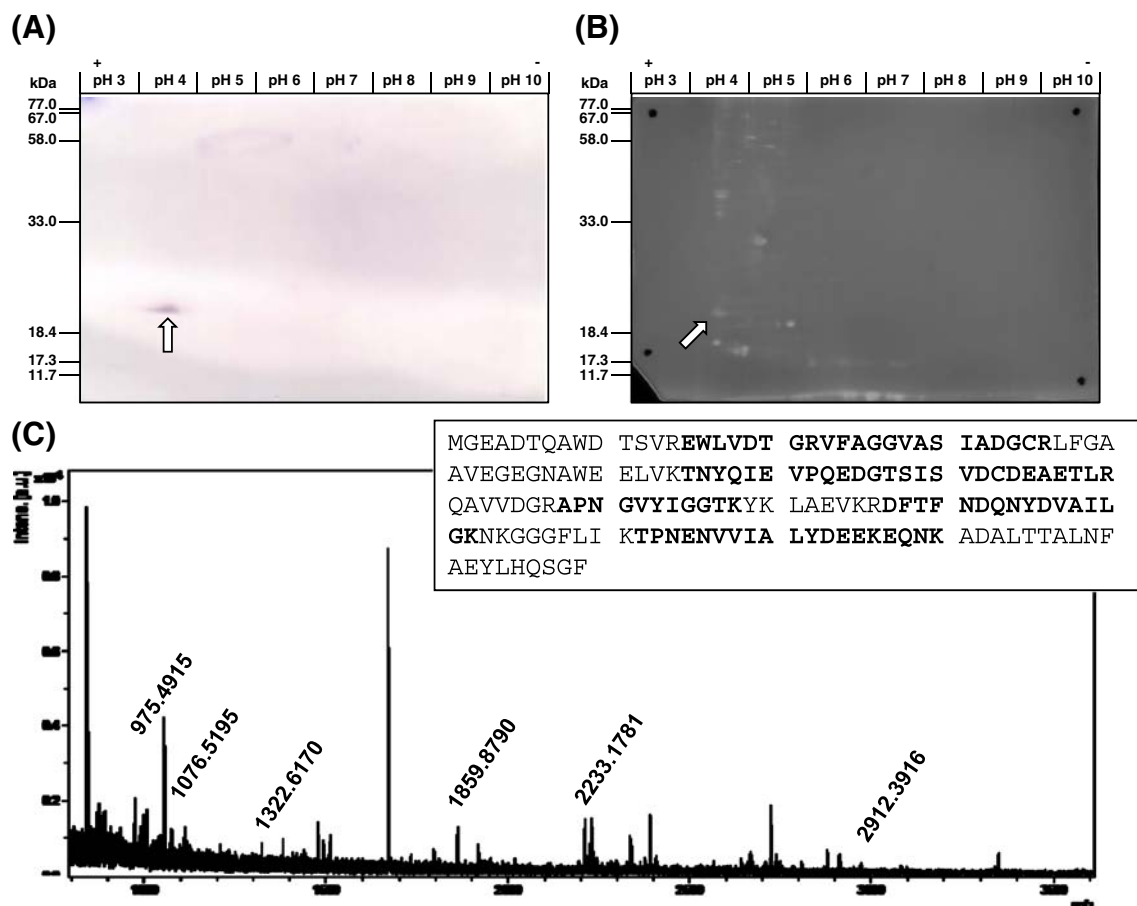 (A)
+ -
kDa pH 3 pH 4 pH 5 pH 6 pH 7 pH 8 pH 9 pH 10
77.0
67.0
58.0
33.0
18.4
17.3
11.7
(B)
+ -
kDa pH 3 pH 4 pH 5 pH 6 pH 7 pH 8 pH 9 pH 10
77.0
67.0
58.0
33.0
18.4
17.3
11.7
(C)
MGEADTQAWD TSVREWLVDT GRVFAGGVAS IADGCRLFGA
AVEGEGNAWE ELVKTNYQIE VPQEDGTSIS VDCDEAETLR
QAVVDGRAPN GVYIGGTKYK LAEVKRDFTF NDQNYDVAIL
GKNKGGGFLI KTPNENVVIA LYDEEKEQNK ADALTTALNF
AEYLHQSGF
Intens. [a.u.]
975.4915
1076.5195
1322.6170
1859.8790
2233.1781
2912.3916